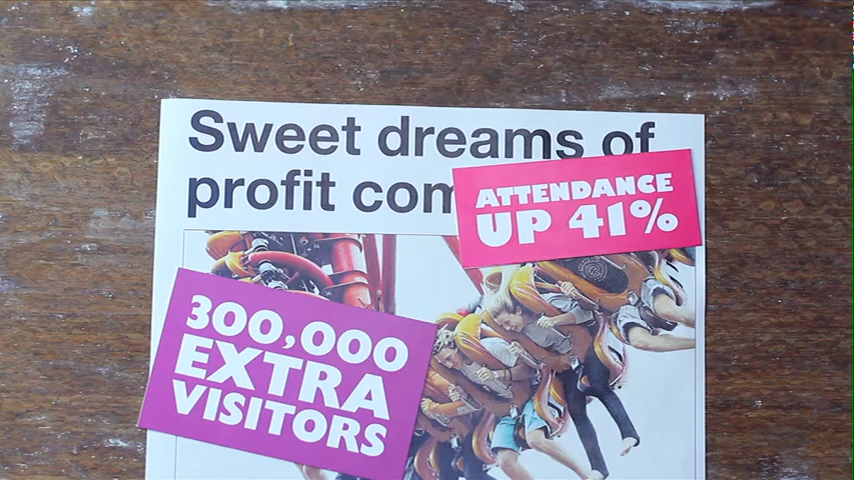 Sweet dreams of
profit com
ATTENDANCE
UP 41%
300,000
EXTRA
VISITORS